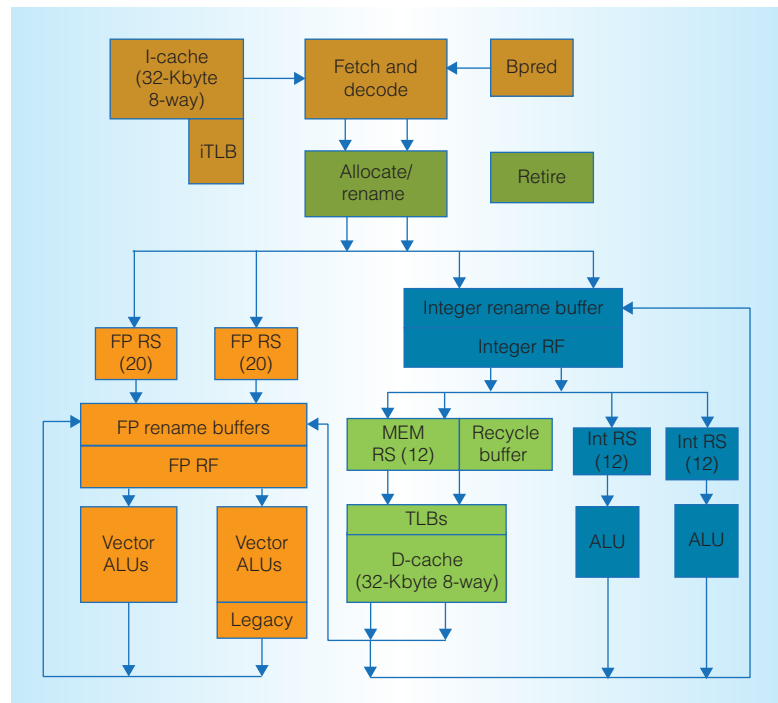 I-cache
(32-Kbyte
8-way)
iTLB
Fetch and
decode
Bpred
Allocate/
rename
Retire
FP RS
(20)
FP RS
(20)
Integer rename buffer
Integer RF
FP rename buffers
FP RF
MEM
RS (12)
Recycle
buffer
Int RS
(12)
Int RS
(12)
Vector
ALUs
Vector
ALUs
Legacy
TLBs
D-cache
(32-Kbyte 8-way)
ALU
ALU